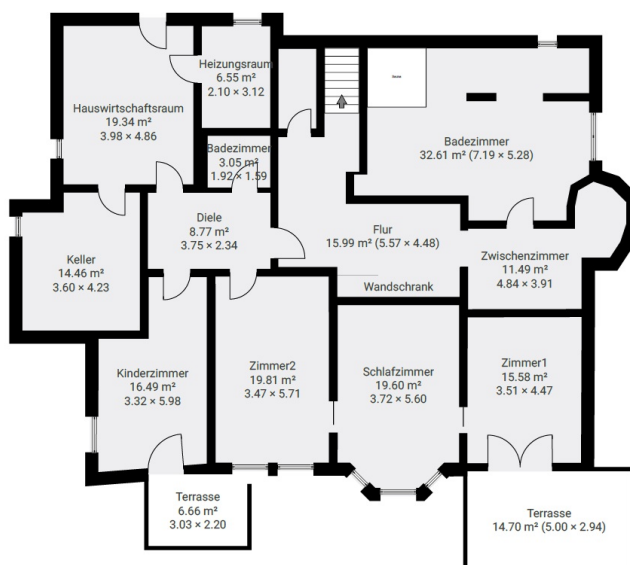 Heizungsraum
6.55 m²
2.10 × 3.12
Hauswirtschaftsraum
19.34 m²
3.98 × 4.86
Badezimmer
3.05 m²
1.92 × 1.59
Badezimmer
32.61 m² (7.19 × 5.28)
Diele
8.77 m²
3.75 × 2.34
Flur
15.99 m² (5.57 × 4.48)
Keller
14.46 m²
3.60 × 4.23
Zwischenzimmer
11.49 m²
4.84 × 3.91
Wandschrank
Kinderzimmer
16.49 m²
3.32 × 5.98
Zimmer2
19.81 m²
3.47 × 5.71
Schlafzimmer
19.60 m²
3.72 × 5.60
Zimmer1
15.58 m²
3.51 × 4.47
Terrasse
6.66 m²
3.03 × 2.20
Terrasse
14.70 m² (5.00 × 2.94)